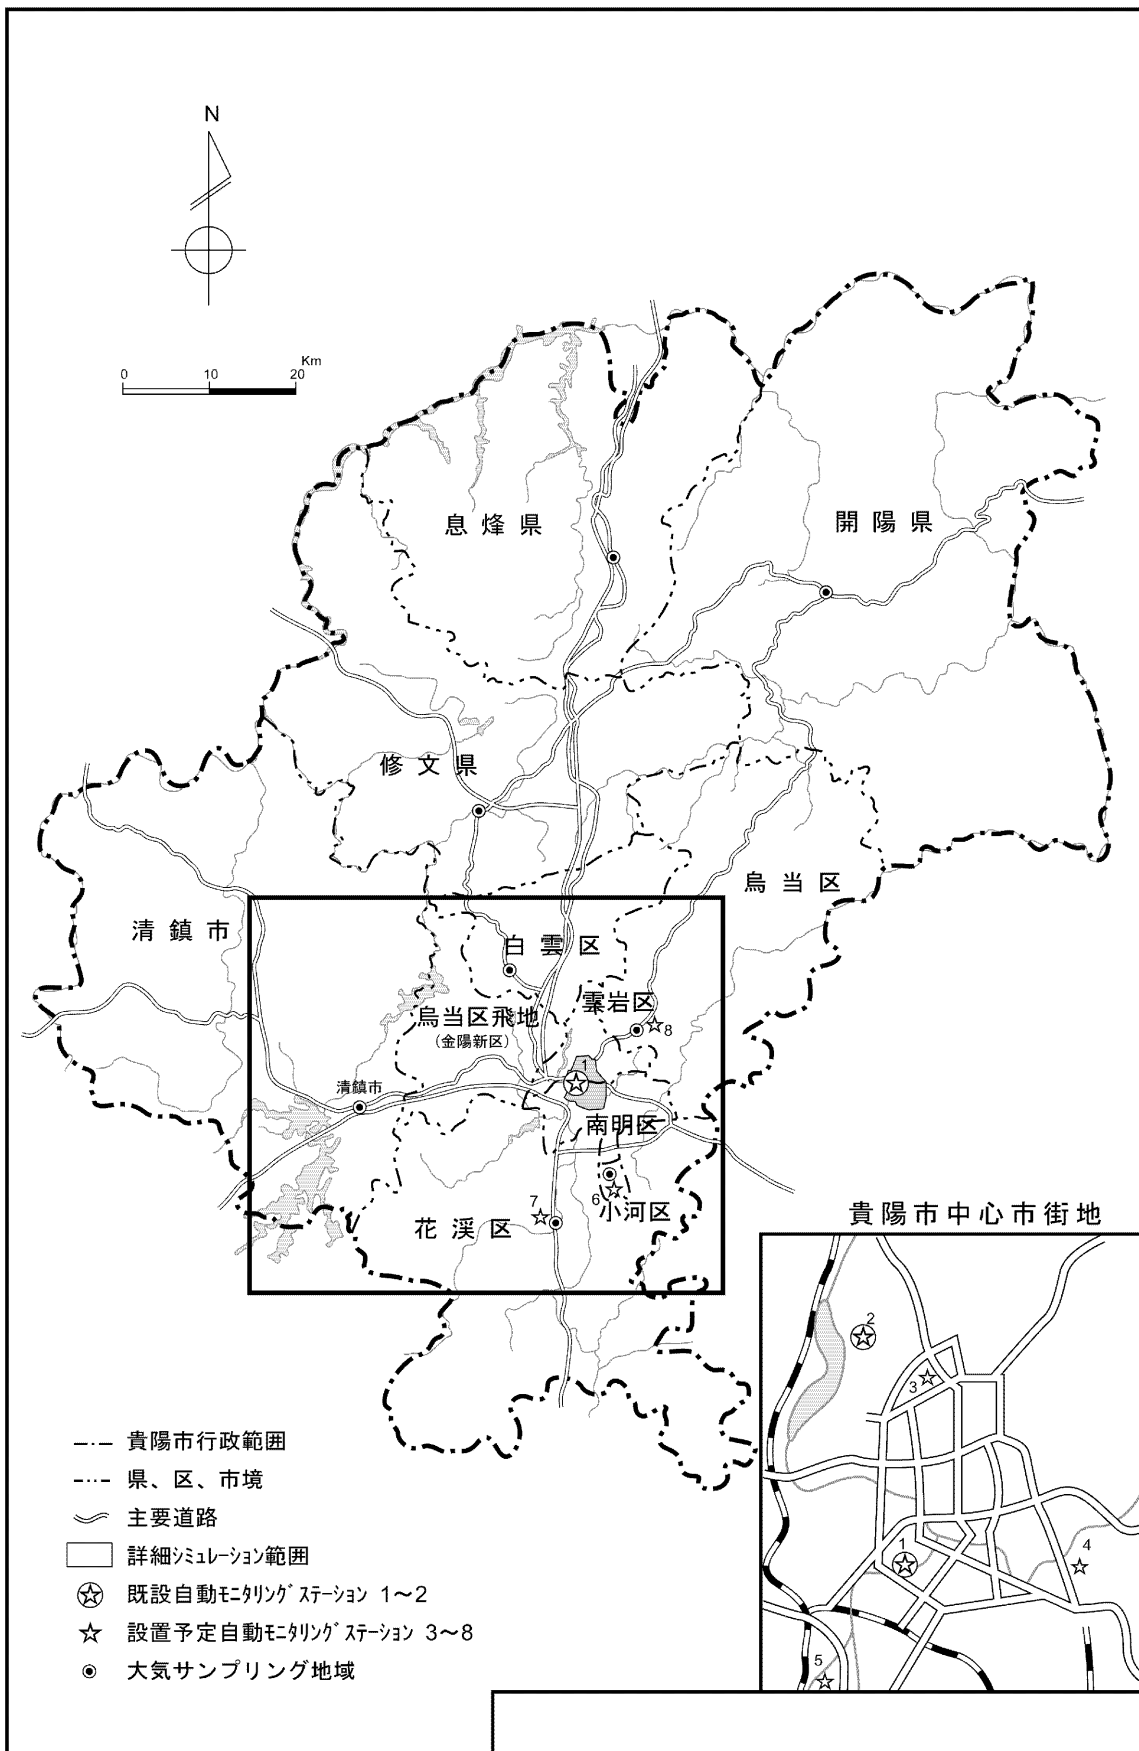 N
Km
0 10 20
息烽県
開陽県
修文県
烏当区
清鎮市
白雲区
雲岩区
烏当区飛地
(金陽新区)
8
1
清鎮市
南明区
6
小河区
7
花渓区
貴陽市中心市街地
2
3
4
1
5
貴陽市行政範囲
県、区、市境
主要道路
詳細ｼﾐｭﾚｰｼｮﾝ範囲
既設自動ﾓﾆﾀﾘﾝｸﾞｽﾃｰｼｮﾝ 1～2
設置予定自動ﾓﾆﾀﾘﾝｸﾞｽﾃｰｼｮﾝ 3～8
大気サンプリング地域